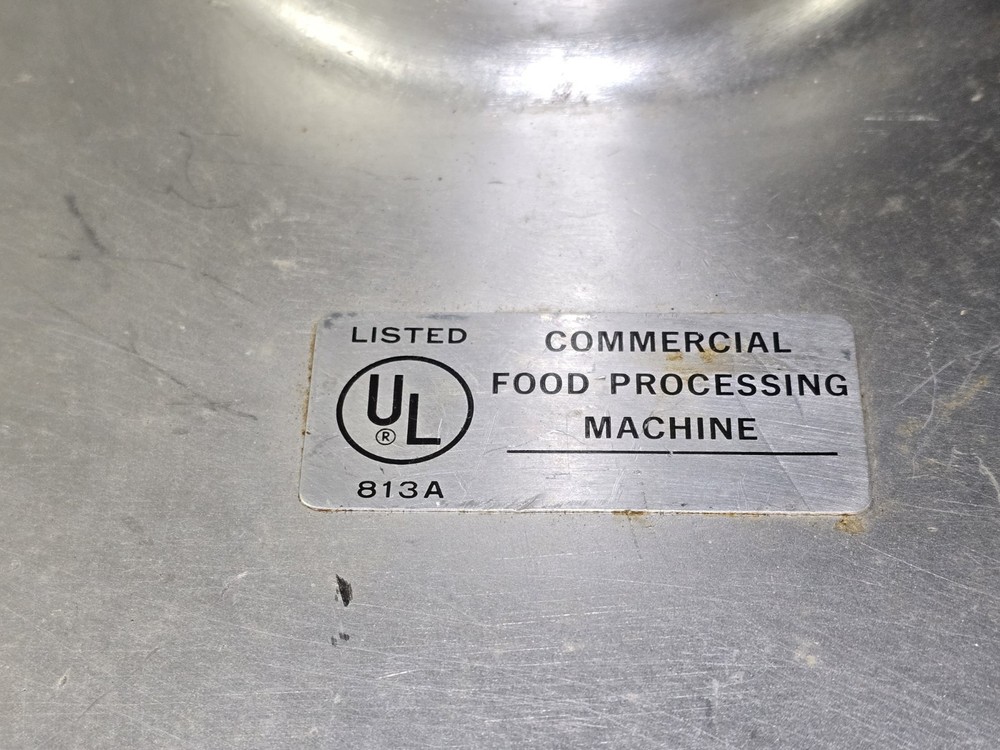 LISTED
UL
®
813A
COMMERCIAL
FOOD PROCESSING
MACHINE